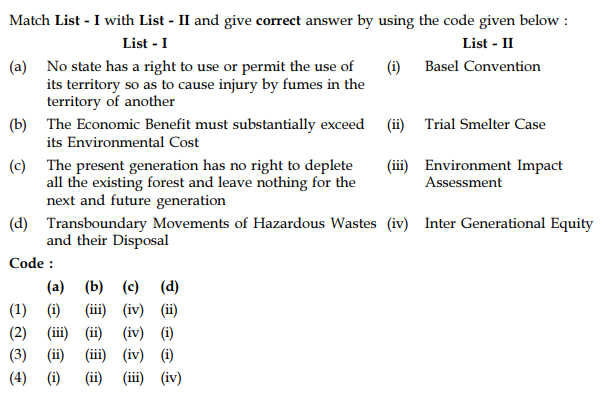 Match List - I with List - II and give correct answer by using the code given below :
List - I List - II
(a) No state has a right to use or permit the use of (i) Basel Convention
its territory so as to cause injury by fumes in the
territory of another
(b) The Economic Benefit must substantially exceed (ii) Trial Smelter Case
its Environmental Cost
(c) The present generation has no right to deplete (iii) Environment Impact
all the existing forest and leave nothing for the Assessment
next and future generation
(d) Transboundary Movements of Hazardous Wastes (iv) Inter Generational Equity
and their Disposal
Code :
(a) (b) (c) (d)
(1) (i) (iii) (iv) (ii)
(2) (iii) (ii) (iv) (i)
(3) (ii) (iii) (iv) (i)
(4) (i) (ii) (iii) (iv)